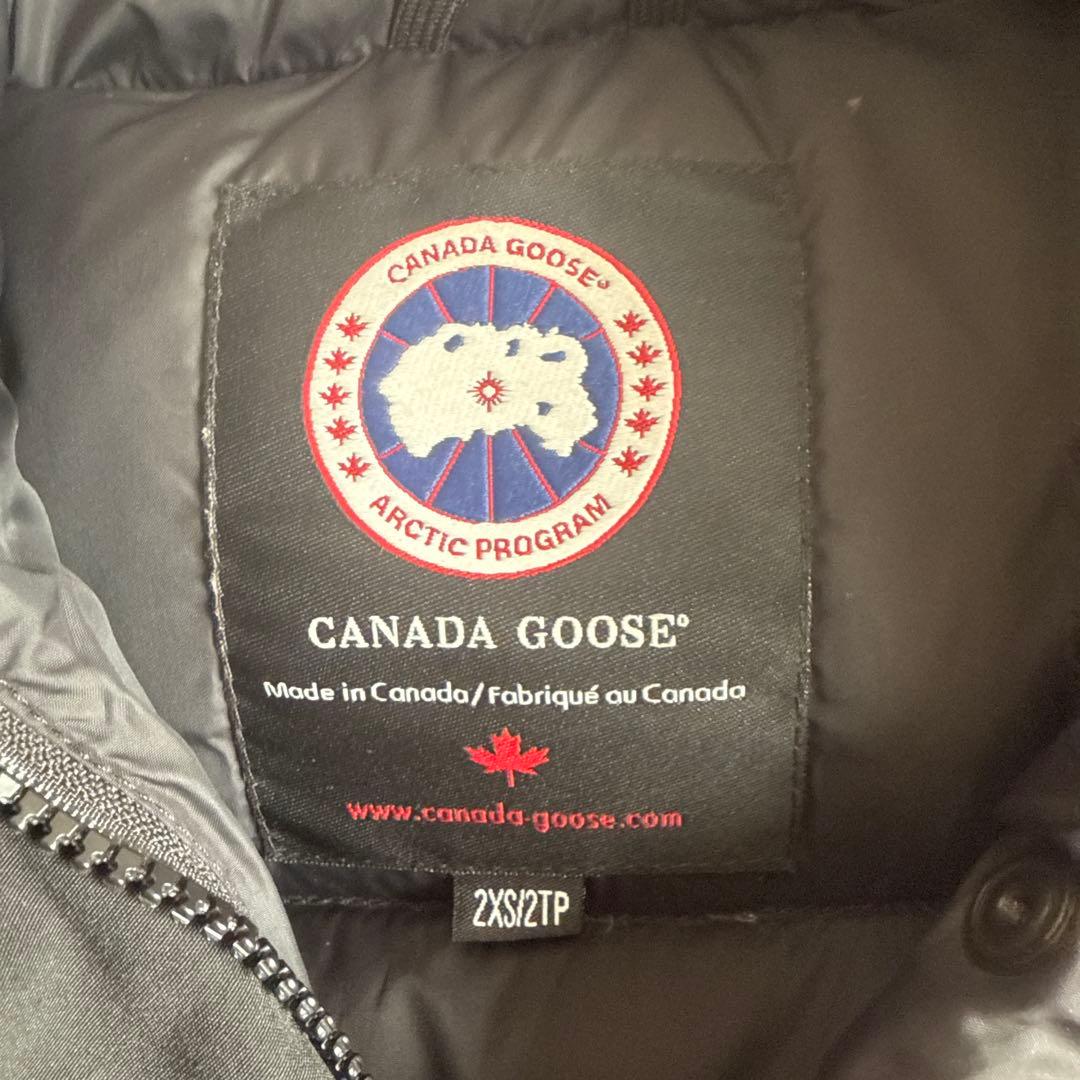 CANADA GOOSE®
ARCTIC PROGRAM
CANADA GOOSE®
Made in Canada/Fabriqué au Canada
www.canada-goose.com
2XS/2TP